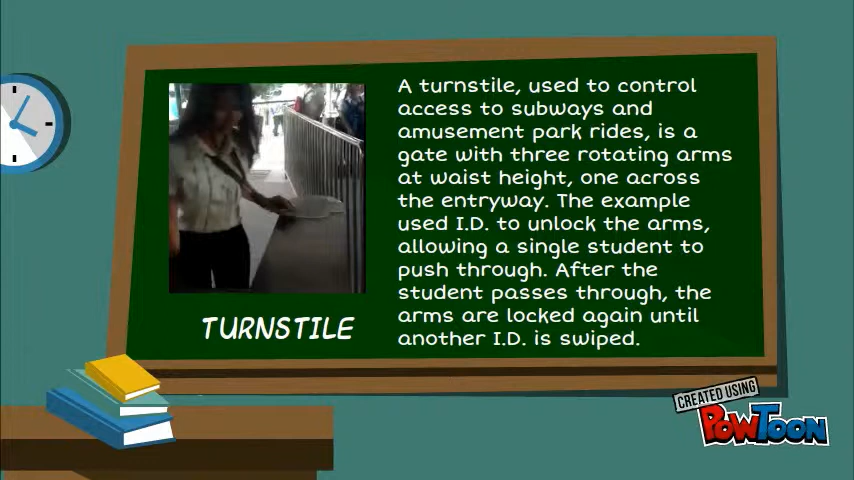 A turnstile, used to control
access to subways and
amusement park rides, is a
gate with three rotating arms
at waist height, one across
the entryway. The example
used I.D. to unlock the arms,
allowing a single student to
push through. After the
student passes through, the
arms are locked again until
another I.D. is swiped.
TURNSTILE
CREATED USING
POWTOON